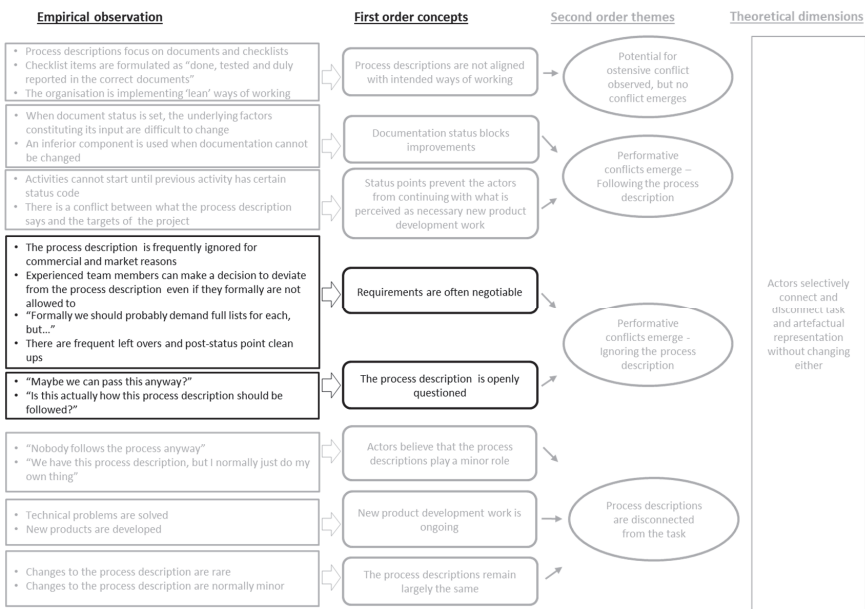 Empirical observation
First order concepts
Second order themes
Theoretical dimensions
• Process descriptions focus on documents and checklists
• Checklist items are formulated as “done, tested and duly
reported in the correct documents”
• The organisation is implementing ‘lean’ ways of working
Process descriptions are not aligned
with intended ways of working
Potential for
ostensive conflict
observed, but no
conflict emerges
• When document status is set, the underlying factors
constituting its input are difficult to change
• An inferior component is used when documentation cannot
be changed
Documentation status blocks
improvements
• Activities cannot start until previous activity has certain
status code
• There is a conflict between what the process description
says and the targets of the project
Status points prevent the actors
from continuing with what is
perceived as necessary new product
development work
Performative
conflicts emerge –
Following the process
description
• The process description is frequently ignored for
commercial and market reasons
• Experienced team members can make a decision to deviate
from the process description even if they formally are not
allowed to
• “Formally we should probably demand full lists for each,
but...”
• There are frequent left overs and post-status point clean
ups
Requirements are often negotiable
• “Maybe we can pass this anyway?”
• “Is this actually how this process description should be
followed?”
The process description is openly
questioned
Performative
conflicts emerge -
Ignoring the process
description
• “Nobody follows the process anyway”
• “We have this process description, but I normally just do my
own thing”
Actors believe that the process
descriptions play a minor role
• Technical problems are solved
• New products are developed
New product development work is
ongoing
• Changes to the process description are rare
• Changes to the process description are normally minor
The process descriptions remain
largely the same
Process descriptions
are disconnected
from the task
Actors selectively
connect and
disconnect task
and artefactual
representation
without changing
either